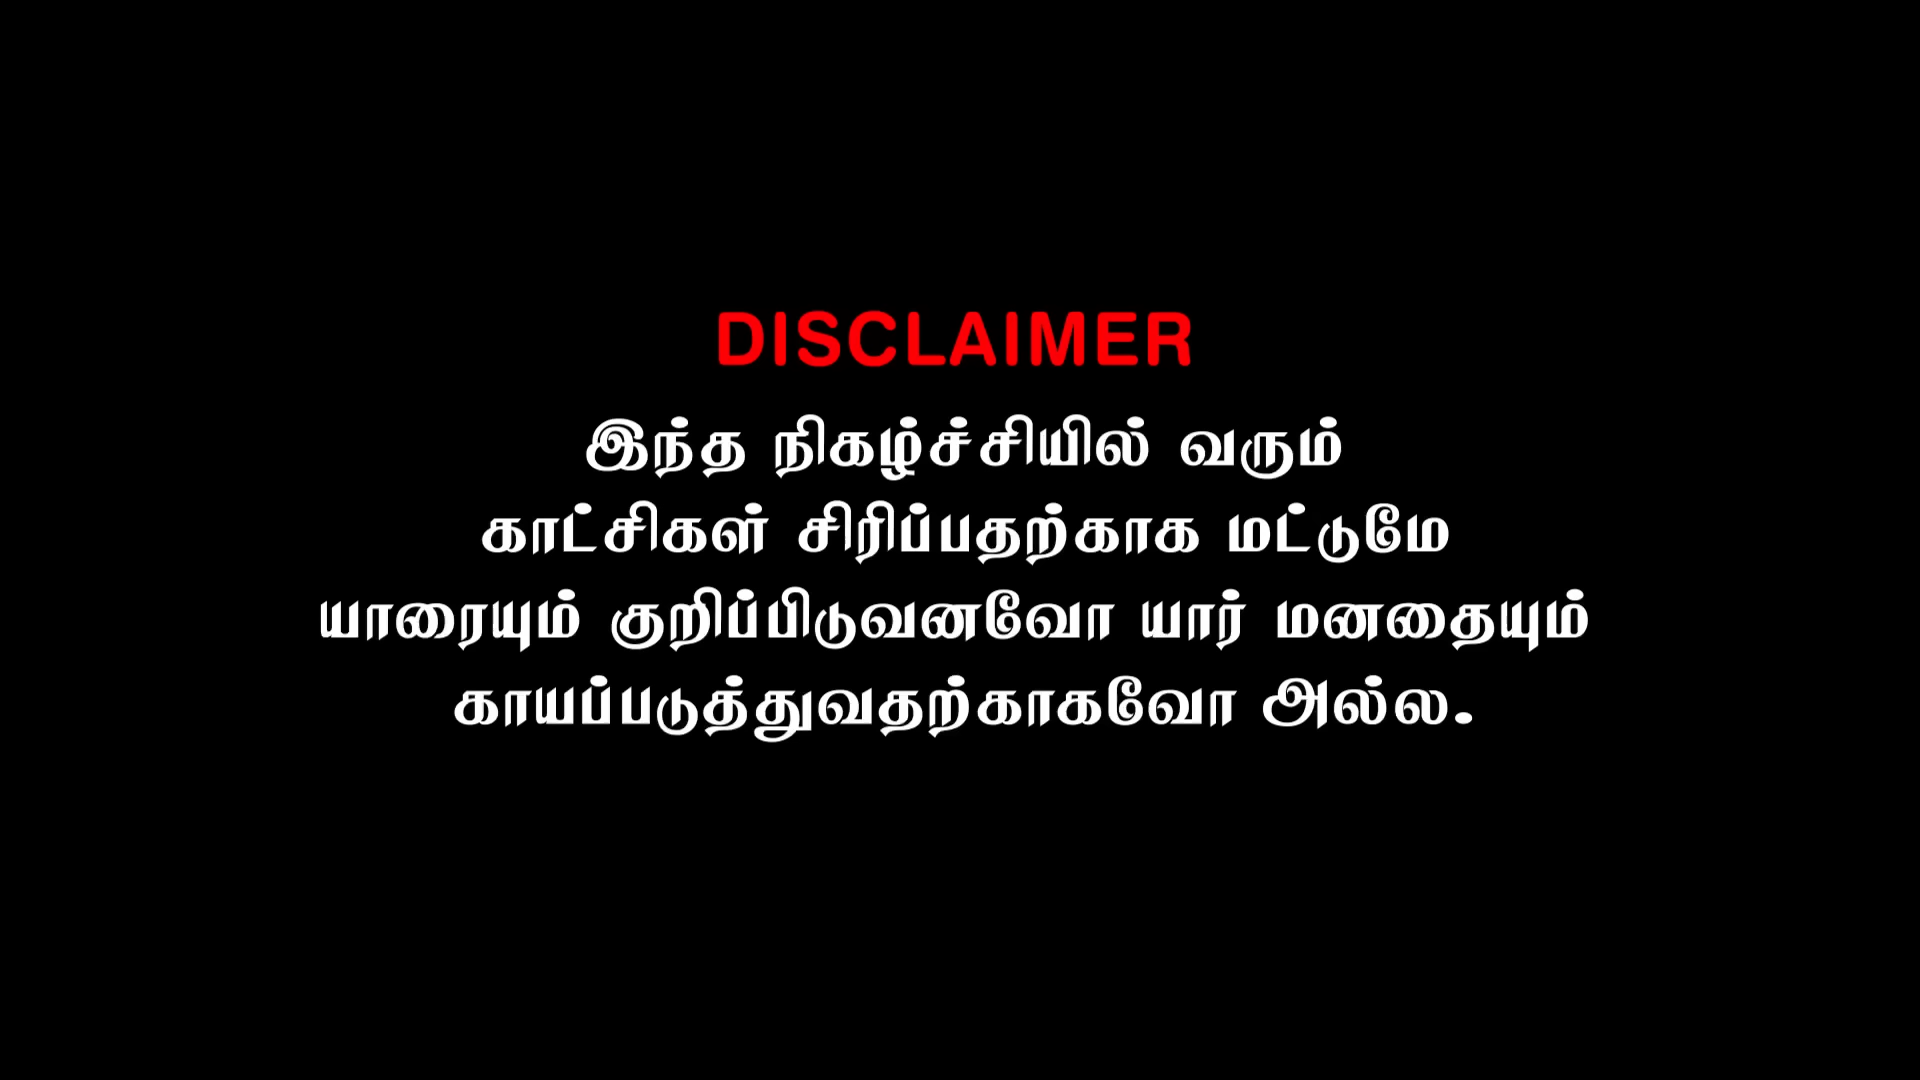 DISCLAIMER
இந்த நிகழ்ச்சியில் வரும்
காட்சிகள் சிரிப்பதற்காக மட்டுமே
யாரையும் குறிப்பிடுவனவோ யார் மனதையும்
காயப்படுத்துவதற்காகவோ அல்ல.